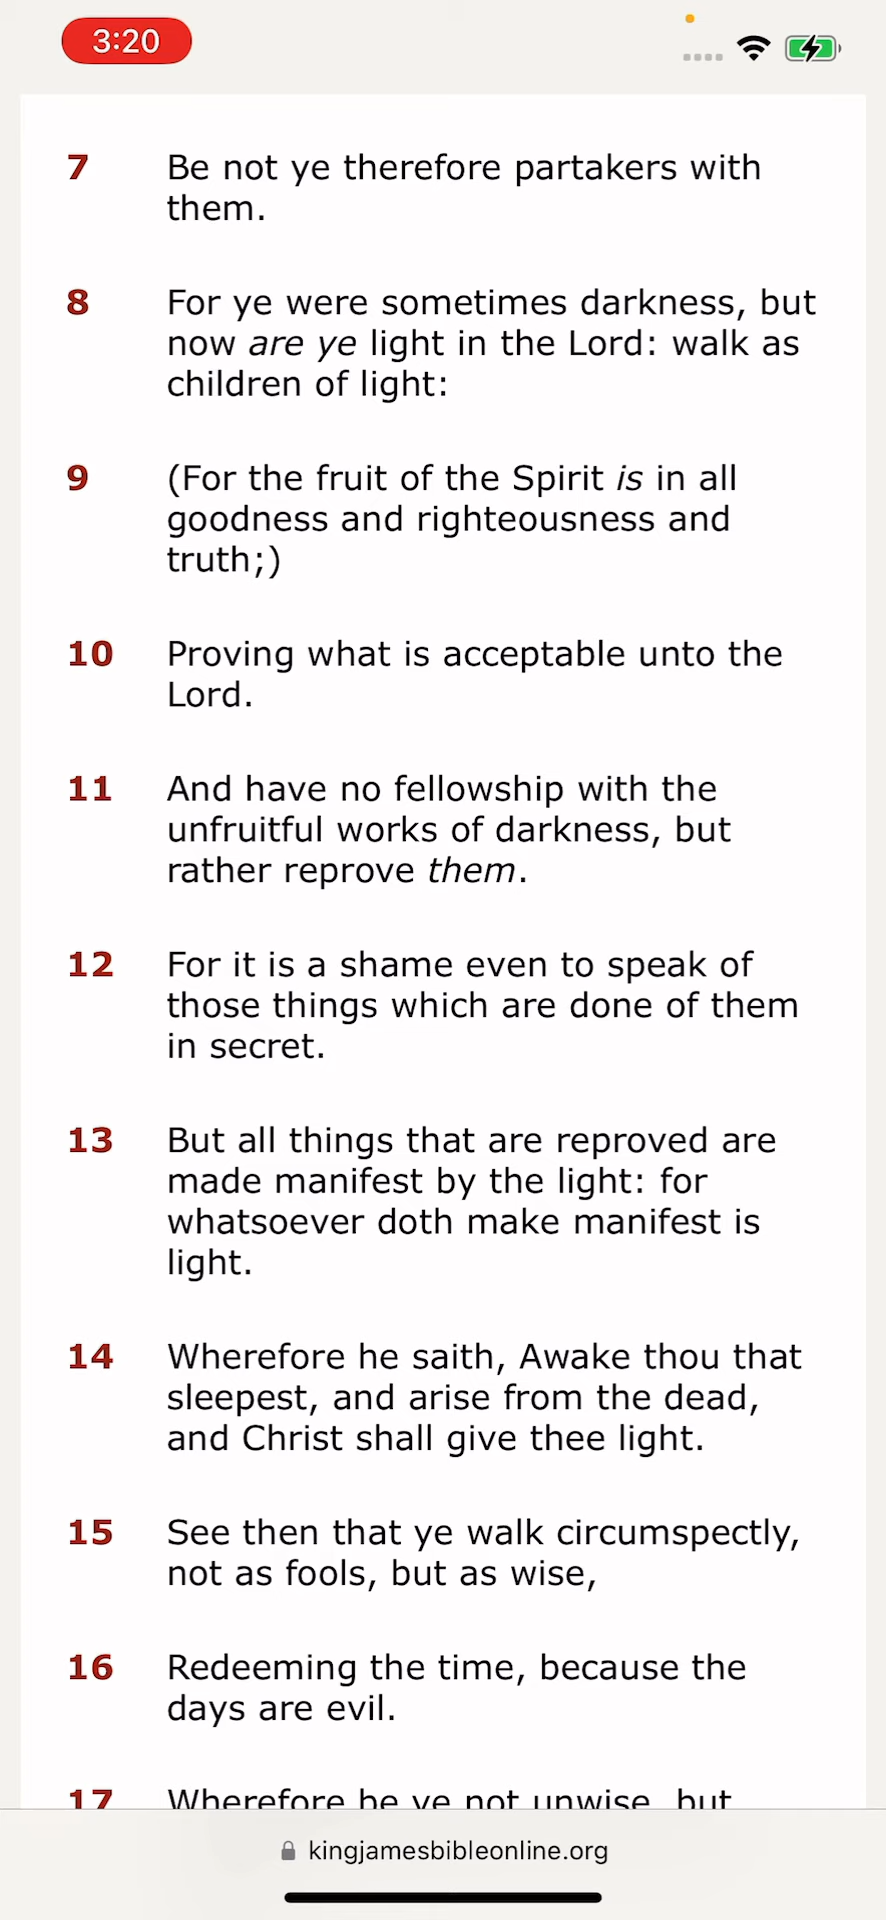 3:20
7 Be not ye therefore partakers with
them.
8 For ye were sometimes darkness, but
now are ye light in the Lord: walk as
children of light:
9 (For the fruit of the Spirit is in all
goodness and righteousness and
truth;)
10 Proving what is acceptable unto the
Lord.
11 And have no fellowship with the
unfruitful works of darkness, but
rather reprove them.
12 For it is a shame even to speak of
those things which are done of them
in secret.
13 But all things that are reproved are
made manifest by the light: for
whatsoever doth make manifest is
light.
14 Wherefore he saith, Awake thou that
sleepest, and arise from the dead,
and Christ shall give thee light.
15 See then that ye walk circumspectly,
not as fools, but as wise,
16 Redeeming the time, because the
days are evil.
17 Wherefore be ye not unwise, but
kingjamesbibleonline.org